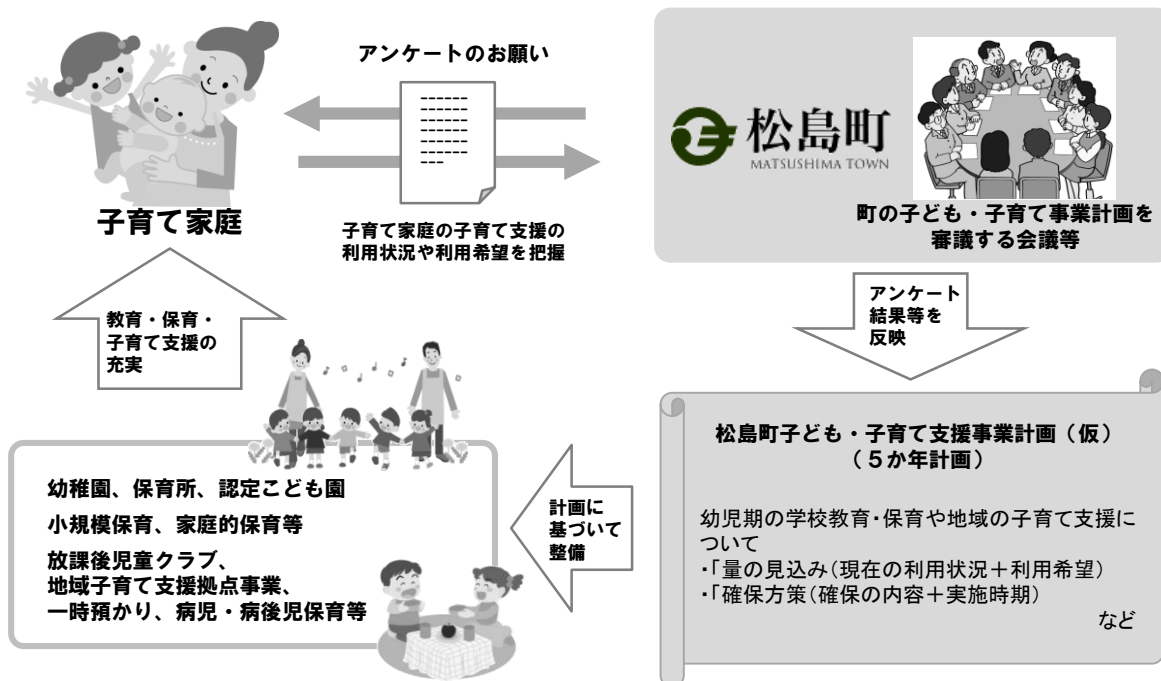 アンケートのお願い
子育て家庭
子育て家庭の子育て支援の
利用状況や利用希望を把握
松島町
MATSUSHIMA TOWN
町の子ども・子育て事業計画を
審議する会議等
アンケート
結果等を
反映
松島町子ども・子育て支援事業計画（仮）
（５か年計画）
幼児期の学校教育・保育や地域の子育て支援に
ついて
・「量の見込み（現在の利用状況＋利用希望）
・「確保方策（確保の内容＋実施時期）
など
計画に
基づいて
整備
幼稚園、保育所、認定こども園
小規模保育、家庭的保育等
放課後児童クラブ、
地域子育て支援拠点事業、
一時預かり、病児・病後児保育等
教育・保育・
子育て支援の
充実